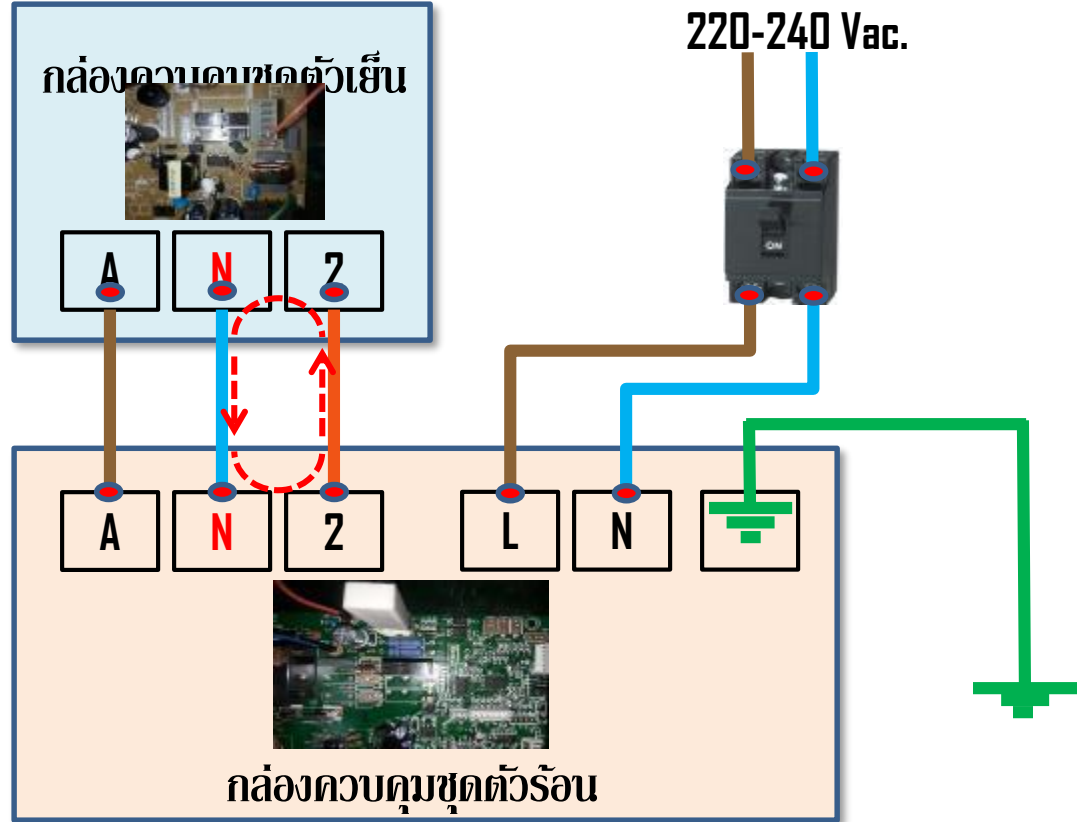 220-240 Vac.
กล่องควบคุมชุดตัวเย็น
ON
A N 2
A N 2 L N
กล่องควบคุมชุดตัวร้อน